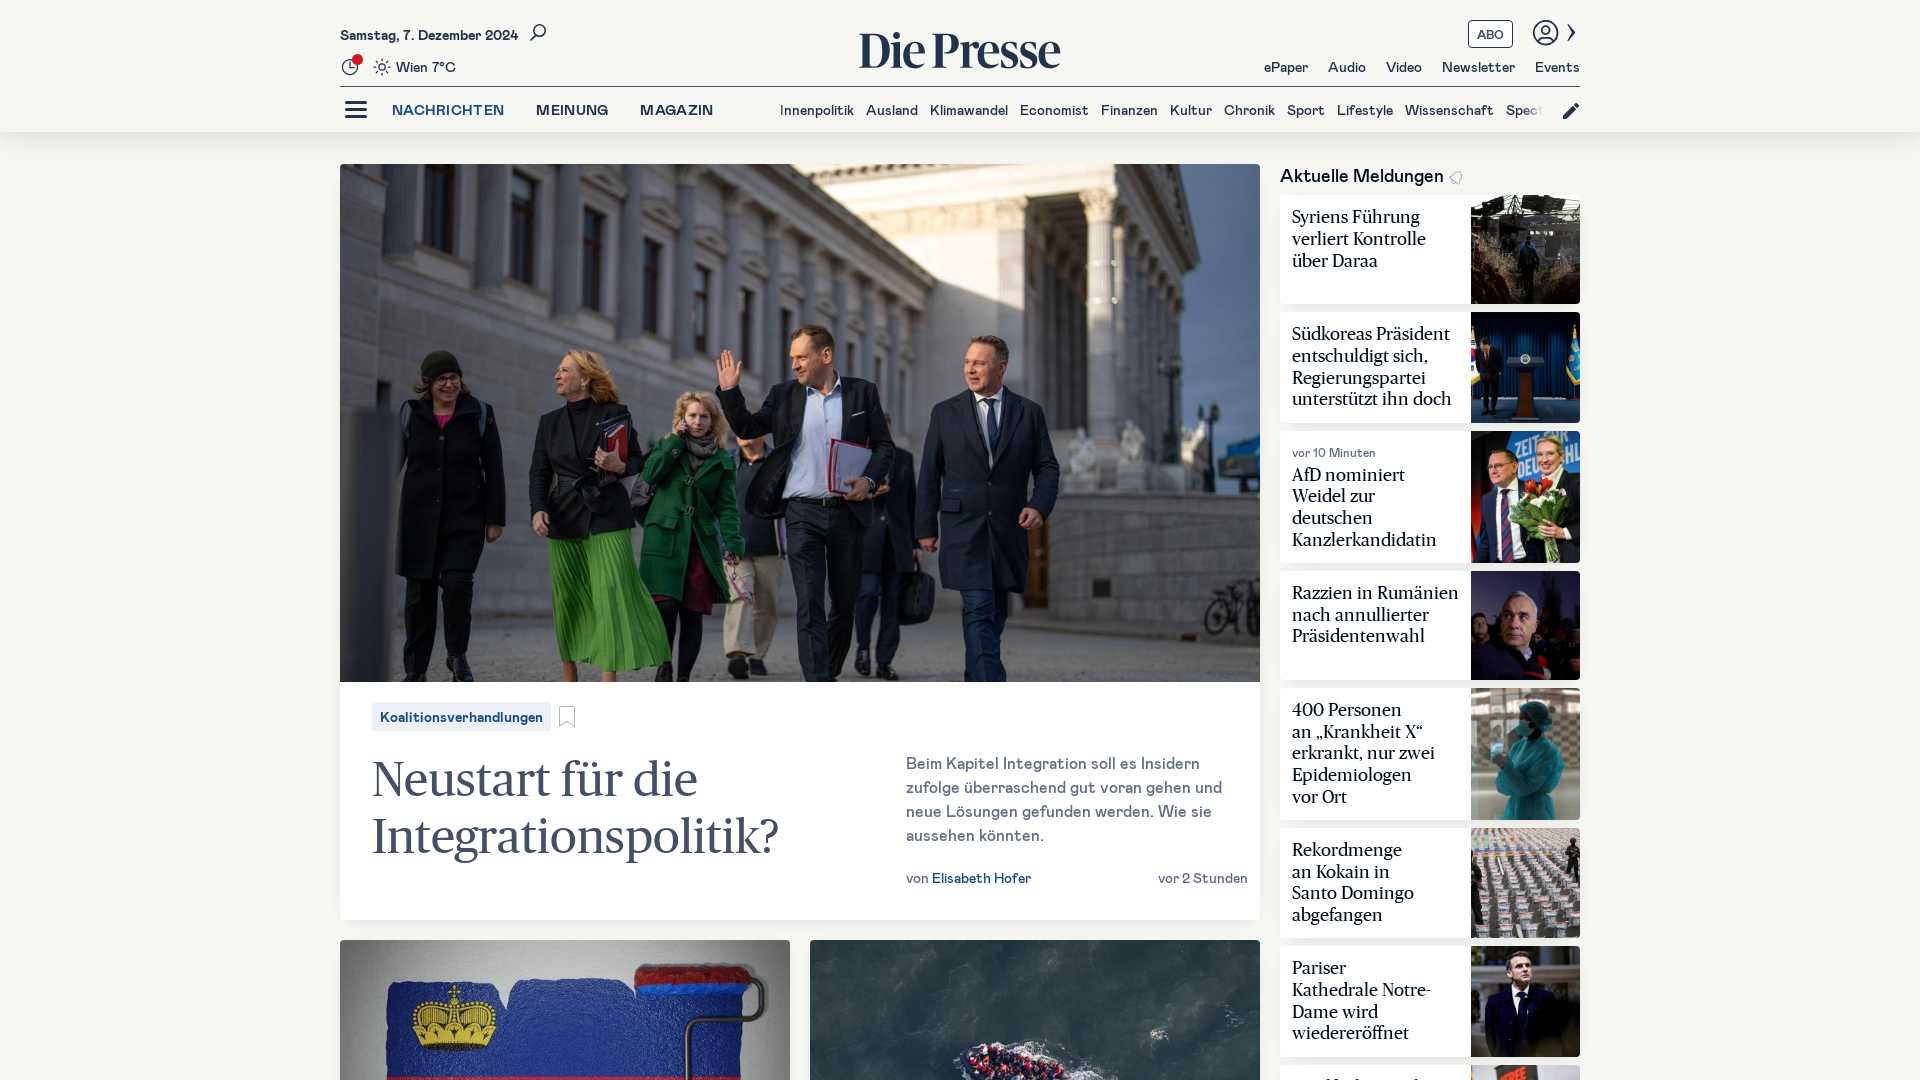 Samstag, 7. Dezember 2024
Wien 7°C
Die Presse
ABO
ePaper Audio Video Newsletter Events
NACHRICHTEN MEINUNG MAGAZIN
Innenpolitik Ausland Klimawandel Economist Finanzen Kultur Chronik Sport Lifestyle Wissenschaft Spect
Koalitionsverhandlungen
Neustart für die
Integrationspolitik?
Beim Kapitel Integration soll es Insidern
zufolge überraschend gut voran gehen und
neue Lösungen gefunden werden. Wie sie
aussehen könnten.
von Elisabeth Hofer
vor 2 Stunden
Aktuelle Meldungen
Syriens Führung
verliert Kontrolle
über Daraa
Südkoreas Präsident
entschuldigt sich,
Regierungspartei
unterstützt ihn doch
vor 10 Minuten
AfD nominiert
Weidel zur
deutschen
Kanzlerkandidatin
ZEIT FÜR
Razzien in Rumänien
nach annullierter
Präsidentenwahl
400 Personen
an „Krankheit X“
erkrankt, nur zwei
Epidemiologen
vor Ort
Rekordmenge
an Kokain in
Santo Domingo
abgefangen
Pariser
Kathedrale Notre-
Dame wird
wiedereröffnet